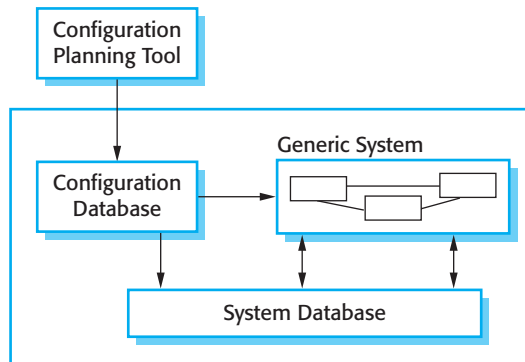 Configuration
Planning Tool
Generic System
Configuration
Database
System Database